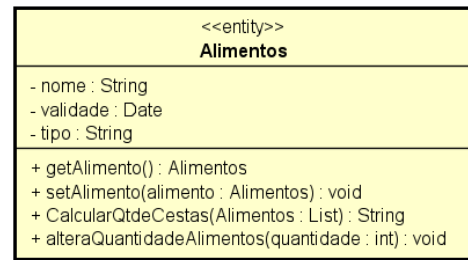 <<entity>>
Alimentos
- nome : String
- validade : Date
- tipo : String
+ getAlimento() : Alimentos
+ setAlimento(alimento : Alimentos) : void
+ CalcularQtdeCestas(Alimentos : List) : String
+ alteraQuantidadeAlimentos(quantidade : int) : void